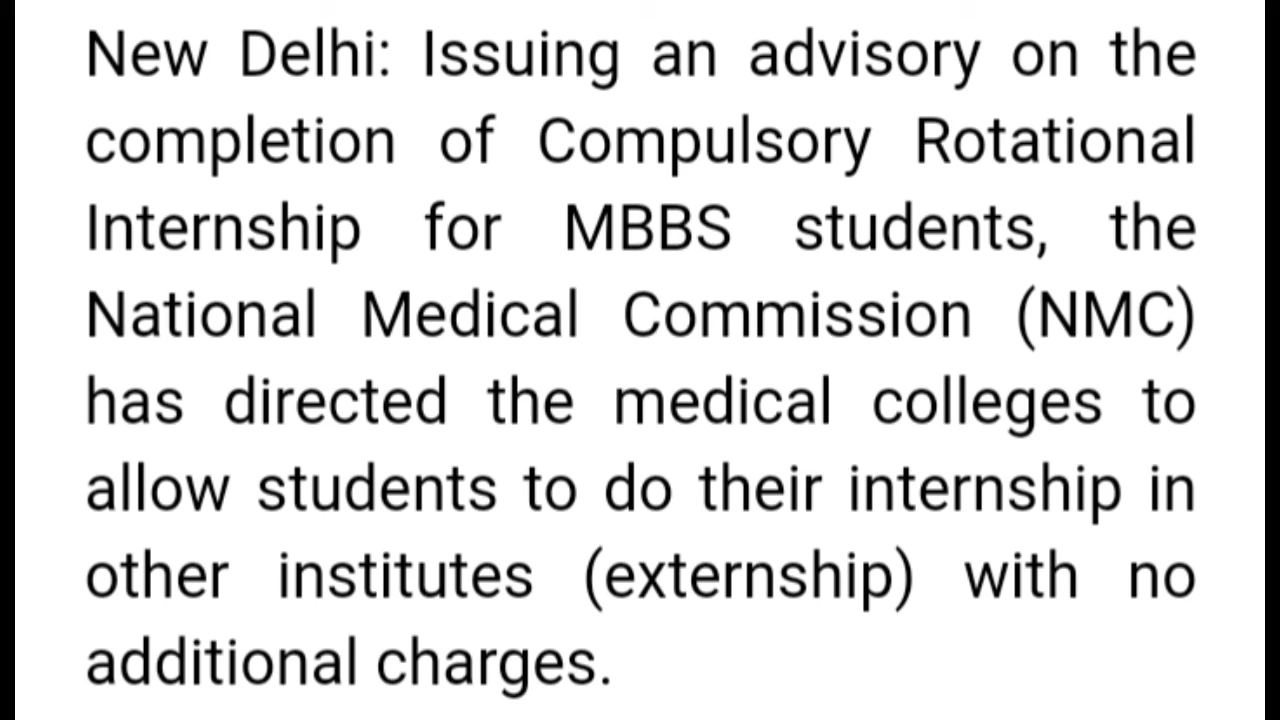 New Delhi: Issuing an advisory on the
completion of Compulsory Rotational
Internship for MBBS students, the
National Medical Commission (NMC)
has directed the medical colleges to
allow students to do their internship in
other institutes (externship) with no
additional charges.